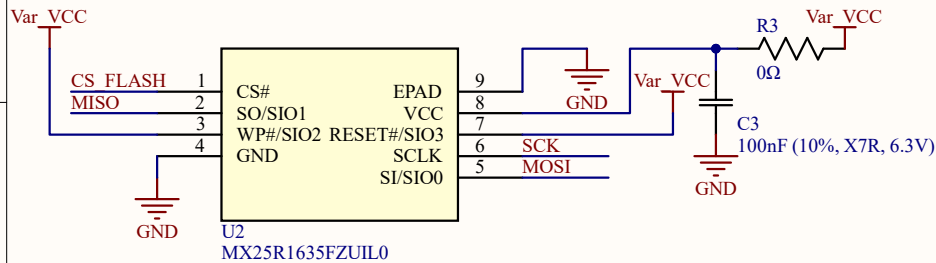 Var_VCC
Var_VCC
R3
0Ω
Var_VCC
CS_FLASH
1
CS#
EPAD
9
GND
MISO
2
SO/SIO1
VCC
8
3
WP#/SIO2
RESET#/SIO3
7
4
GND
SCLK
6
SCK
SI/SIO0
5
MOSI
C3
100nF (10%, X7R, 6.3V)
GND
GND
U2
MX25R1635FZUIL0